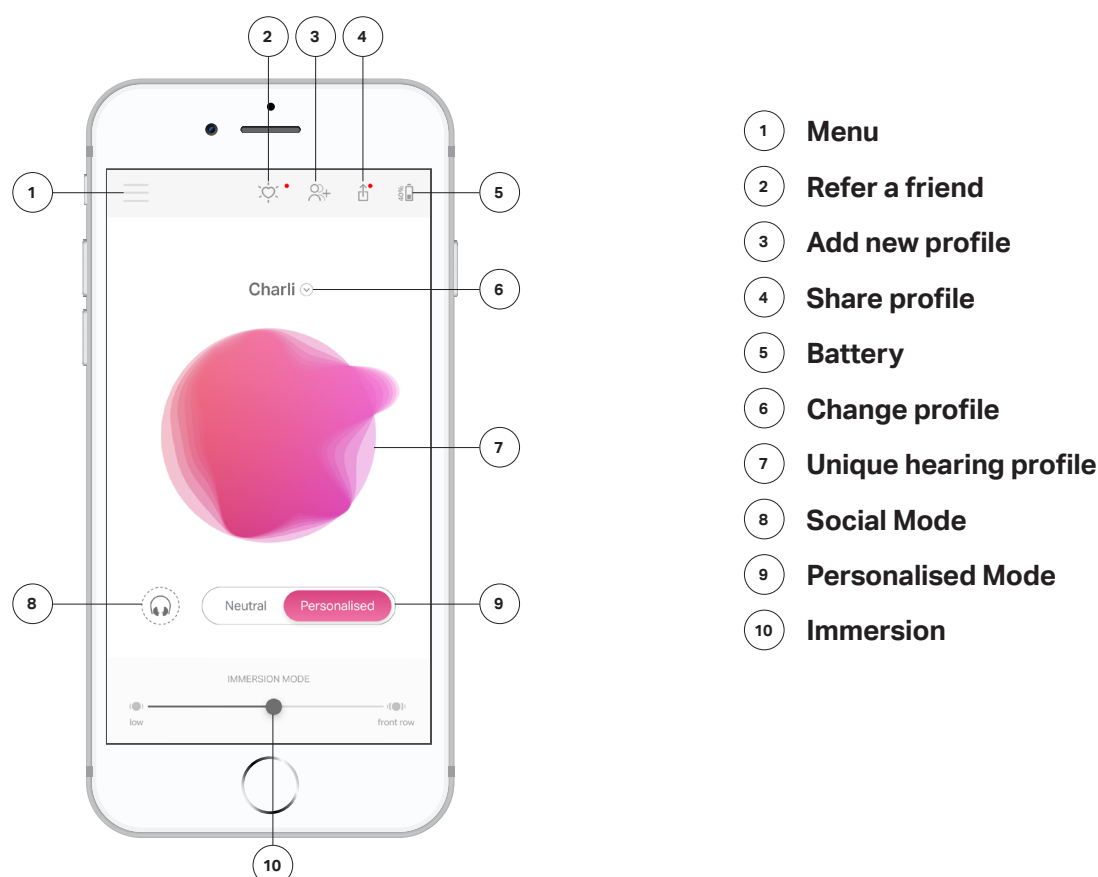 2 3 4
1
40%
5
Charli
6
7
8
Neutral Personalised
9
IMMERSION MODE
low front row
10
1 Menu
2 Refer a friend
3 Add new profile
4 Share profile
5 Battery
6 Change profile
7 Unique hearing profile
8 Social Mode
9 Personalised Mode
10 Immersion